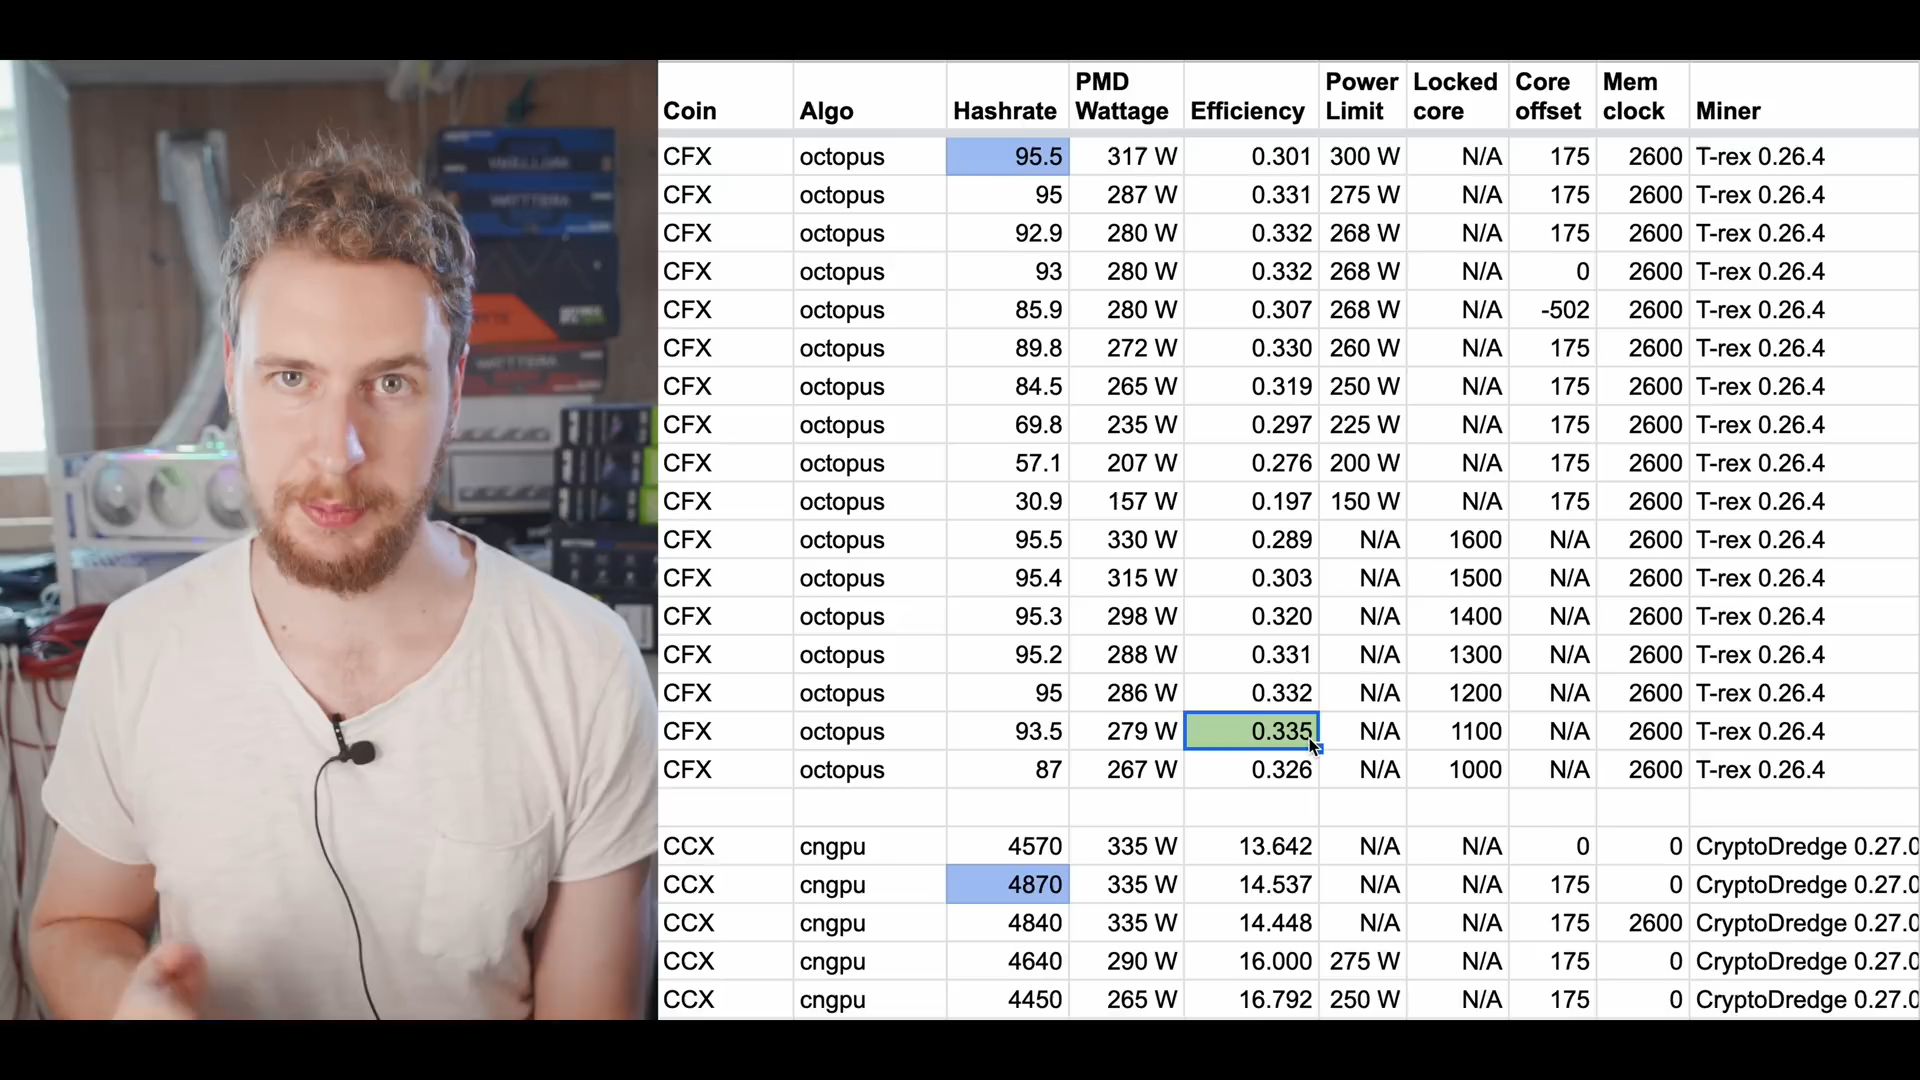 Coin Algo Hashrate PMD Wattage Efficiency Power Limit Locked core Core offset Mem clock Miner
CFX octopus 95.5 317 W 0.301 300 W N/A 175 2600 T-rex 0.26.4
CFX octopus 95 287 W 0.331 275 W N/A 175 2600 T-rex 0.26.4
CFX octopus 92.9 280 W 0.332 268 W N/A 175 2600 T-rex 0.26.4
CFX octopus 93 280 W 0.332 268 W N/A 0 2600 T-rex 0.26.4
CFX octopus 85.9 280 W 0.307 268 W N/A -502 2600 T-rex 0.26.4
CFX octopus 89.8 272 W 0.330 260 W N/A 175 2600 T-rex 0.26.4
CFX octopus 84.5 265 W 0.319 250 W N/A 175 2600 T-rex 0.26.4
CFX octopus 69.8 235 W 0.297 225 W N/A 175 2600 T-rex 0.26.4
CFX octopus 57.1 207 W 0.276 200 W N/A 175 2600 T-rex 0.26.4
CFX octopus 30.9 157 W 0.197 150 W N/A 175 2600 T-rex 0.26.4
CFX octopus 95.5 330 W 0.289 N/A 1600 N/A 2600 T-rex 0.26.4
CFX octopus 95.4 315 W 0.303 N/A 1500 N/A 2600 T-rex 0.26.4
CFX octopus 95.3 298 W 0.320 N/A 1400 N/A 2600 T-rex 0.26.4
CFX octopus 95.2 288 W 0.331 N/A 1300 N/A 2600 T-rex 0.26.4
CFX octopus 95 286 W 0.332 N/A 1200 N/A 2600 T-rex 0.26.4
CFX octopus 93.5 279 W 0.335 N/A 1100 N/A 2600 T-rex 0.26.4
CFX octopus 87 267 W 0.326 N/A 1000 N/A 2600 T-rex 0.26.4
CCX cngpu 4570 335 W 13.642 N/A N/A 0 0 CryptoDredge 0.27.0
CCX cngpu 4870 335 W 14.537 N/A N/A 175 0 CryptoDredge 0.27.0
CCX cngpu 4840 335 W 14.448 N/A N/A 175 2600 CryptoDredge 0.27.0
CCX cngpu 4640 290 W 16.000 275 W N/A 175 0 CryptoDredge 0.27.0
CCX cngpu 4450 265 W 16.792 250 W N/A 175 0 CryptoDredge 0.27.0